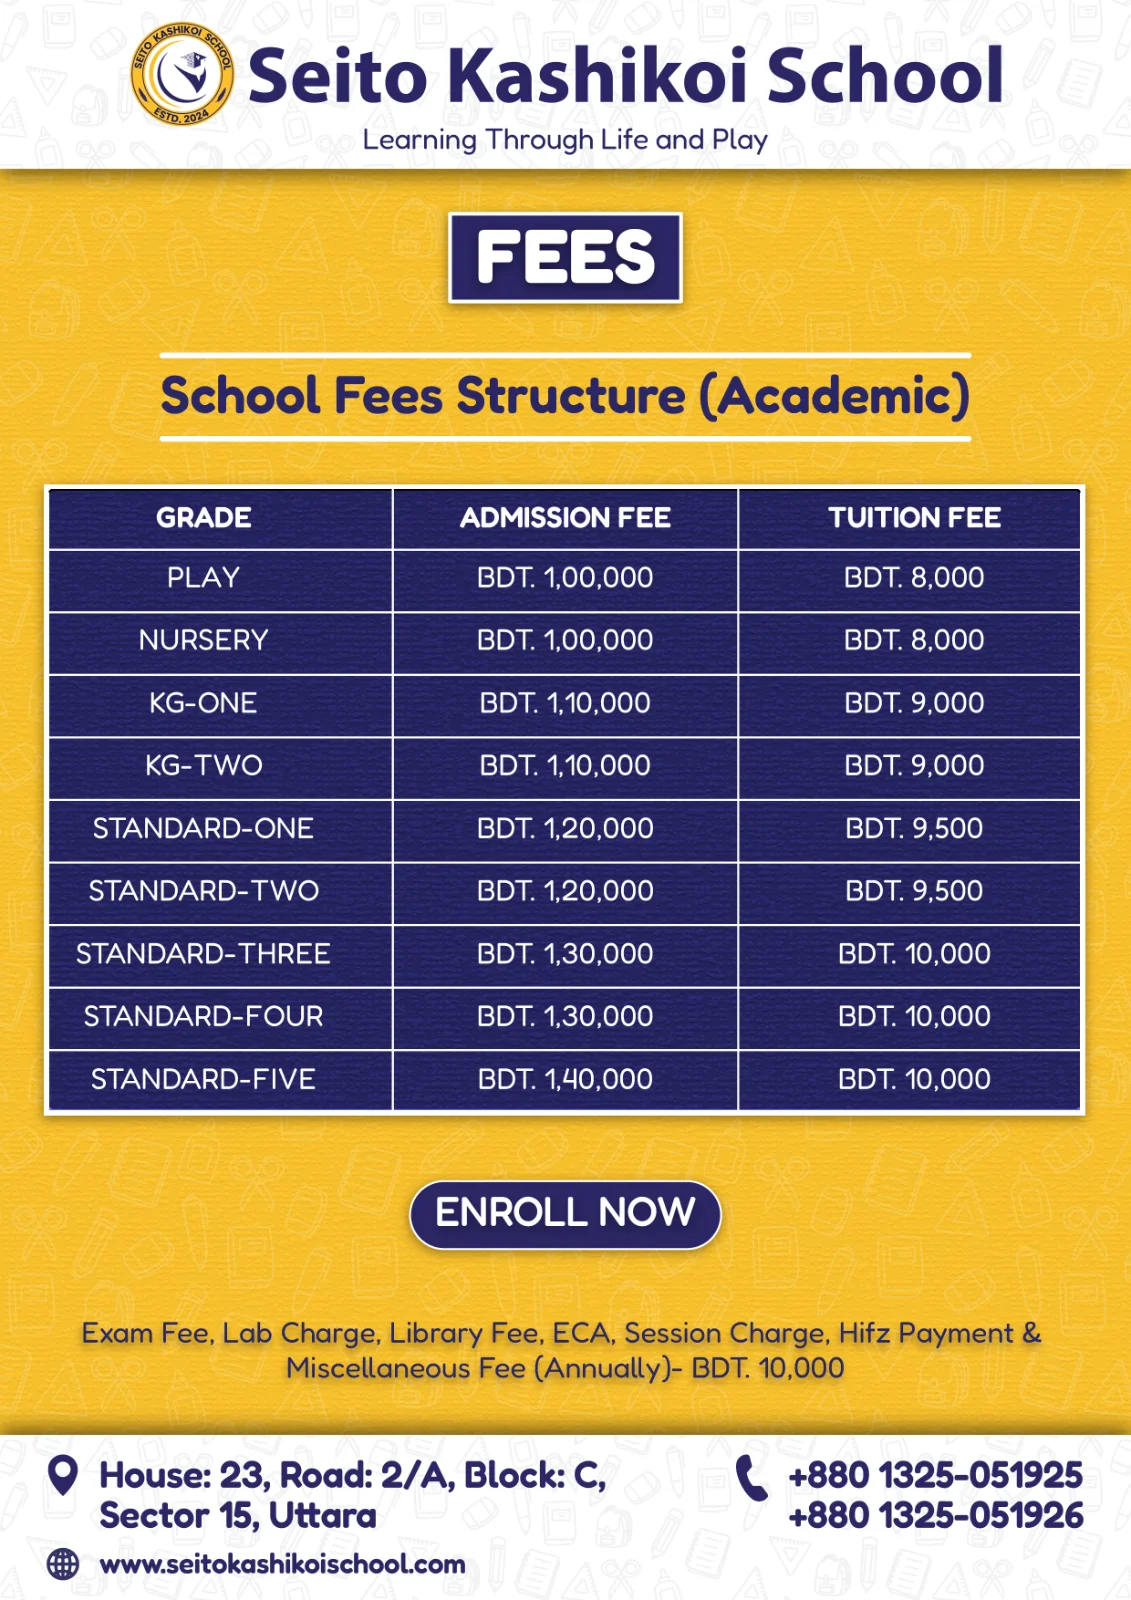 SEITO KASHIKOI SCHOOL
ESTD. 2024
Seito Kashikoi School
Learning Through Life and Play
FEES
School Fees Structure (Academic)
GRADE ADMISSION FEE TUITION FEE
PLAY BDT. 1,00,000 BDT. 8,000
NURSERY BDT. 1,00,000 BDT. 8,000
KG-ONE BDT. 1,10,000 BDT. 9,000
KG-TWO BDT. 1,10,000 BDT. 9,000
STANDARD-ONE BDT. 1,20,000 BDT. 9,500
STANDARD-TWO BDT. 1,20,000 BDT. 9,500
STANDARD-THREE BDT. 1,30,000 BDT. 10,000
STANDARD-FOUR BDT. 1,30,000 BDT. 10,000
STANDARD-FIVE BDT. 1,40,000 BDT. 10,000
ENROLL NOW
Exam Fee, Lab Charge, Library Fee, ECA, Session Charge, Hifz Payment &
Miscellaneous Fee (Annually)- BDT. 10,000
House: 23, Road: 2/A, Block: C,
Sector 15, Uttara
www.seitokashikoischool.com
+880 1325-051925
+880 1325-051926